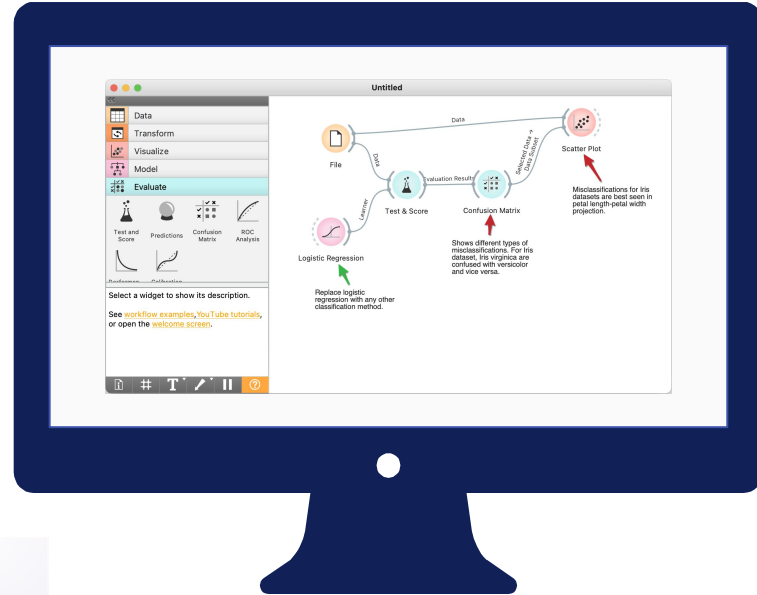 Untitled
Data
Transform
Visualize
Model
Evaluate
Test and
Score
Predictions
Confusion
Matrix
ROC
Analysis
Calibration
Select a widget to show its description.
See workflow examples, YouTube tutorials,
or open the welcome screen.
File
Data
Data
Learner
Logistic Regression
Replace logistic
regression with any other
classification method.
Test & Score
Evaluation Results
Confusion Matrix
Shows different types of
misclassifications. For Iris
dataset, Iris virginica are
confused with versicolor
and vice versa.
Selected Data →
Data Subset
Scatter Plot
Misclassifications for Iris
datasets are best seen in
petal length-petal width
projection.